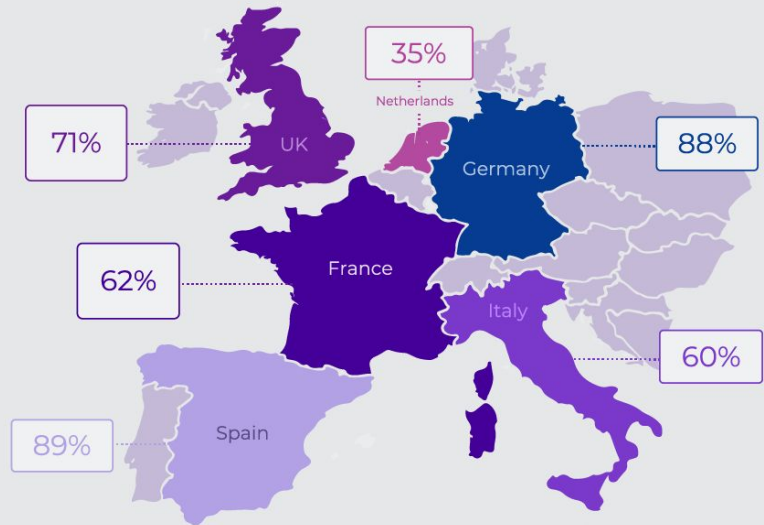 35%
Netherlands
71%
UK
88%
Germany
62%
France
Italy
60%
89%
Spain